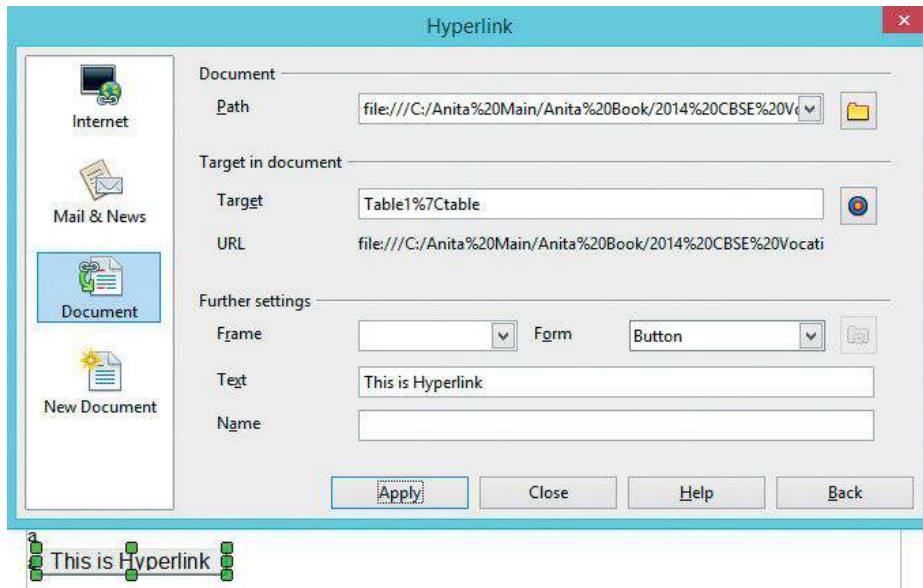 Hyperlink
Internet
Mail & News
Document
New Document
Document
Path file:///C:/Anita%20Main/Anita%20Book/2014%20CBSE%20Vo
Target in document
Target Table1%7Ctable
URL file:///C:/Anita%20Main/Anita%20Book/2014%20CBSE%20Vocati
Further settings
Frame Form Button
Text This is Hyperlink
Name
Apply Close Help Back
a
This is Hyperlink